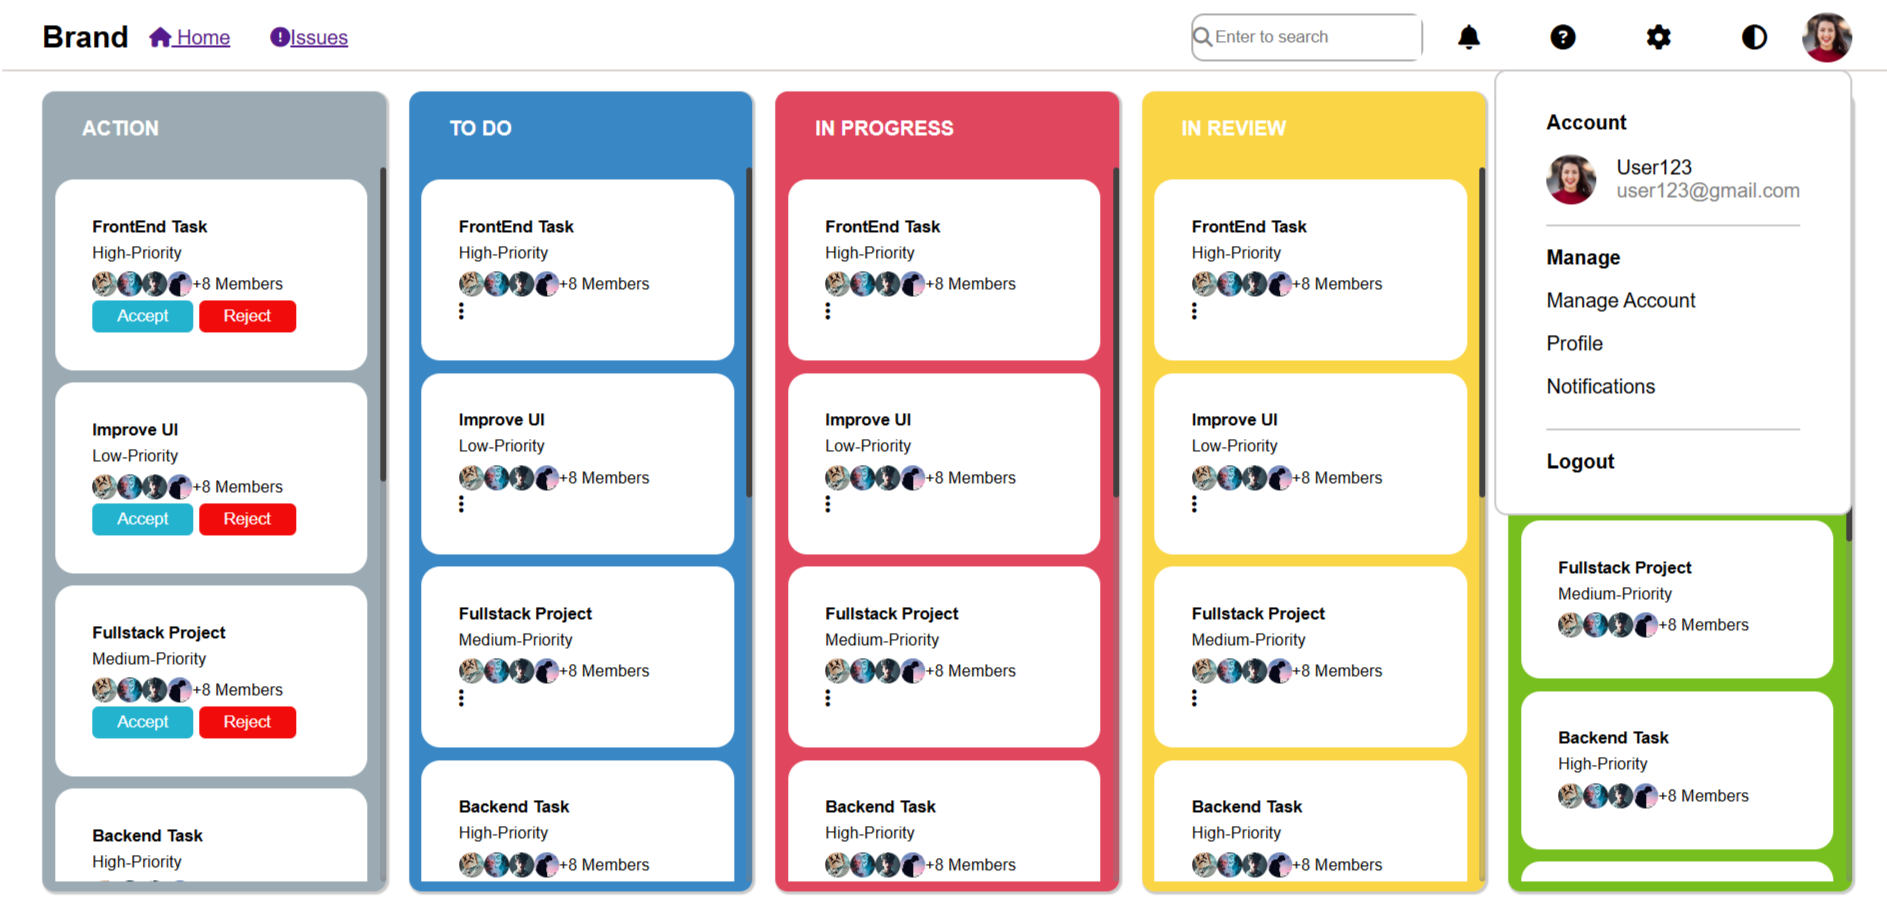 Brand
Home
Issues
Enter to search
ACTION
FrontEnd Task
High-Priority
+8 Members
Accept Reject
Improve UI
Low-Priority
+8 Members
Accept Reject
Fullstack Project
Medium-Priority
+8 Members
Accept Reject
Backend Task
High-Priority
TO DO
FrontEnd Task
High-Priority
+8 Members
Improve UI
Low-Priority
+8 Members
Fullstack Project
Medium-Priority
+8 Members
Backend Task
High-Priority
+8 Members
IN PROGRESS
FrontEnd Task
High-Priority
+8 Members
Improve UI
Low-Priority
+8 Members
Fullstack Project
Medium-Priority
+8 Members
Backend Task
High-Priority
+8 Members
IN REVIEW
FrontEnd Task
High-Priority
+8 Members
Improve UI
Low-Priority
+8 Members
Fullstack Project
Medium-Priority
+8 Members
Backend Task
High-Priority
+8 Members
Account
User123
user123@gmail.com
Manage
Manage Account
Profile
Notifications
Logout
Fullstack Project
Medium-Priority
+8 Members
Backend Task
High-Priority
+8 Members